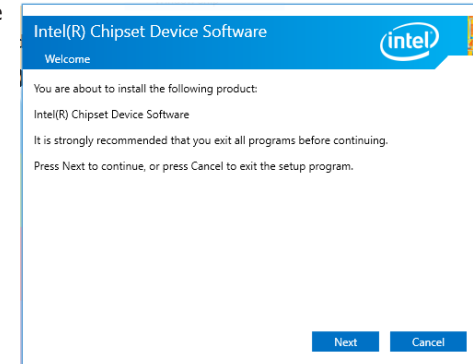 e
Intel(R) Chipset Device Software
intel
Welcome
You are about to install the following product:
Intel(R) Chipset Device Software
It is strongly recommended that you exit all programs before continuing.
Press Next to continue, or press Cancel to exit the setup program.
Next Cancel